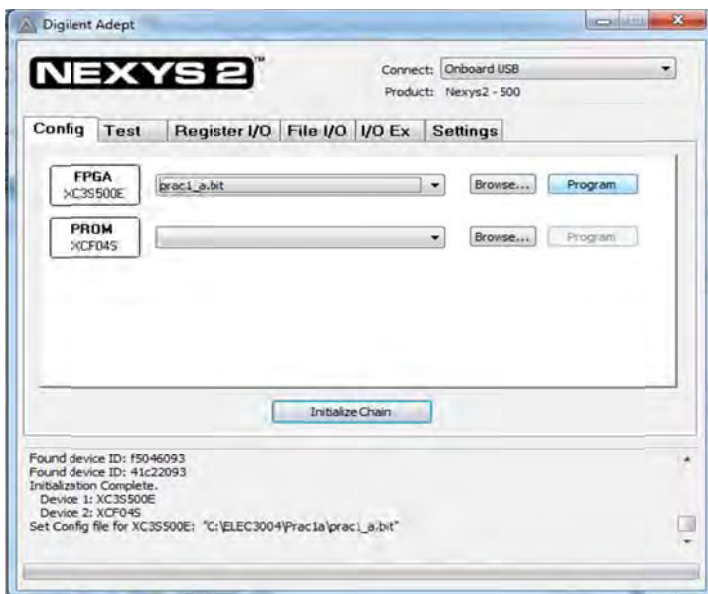 Digilent Adept
NEXYS 2™
Connect: Onboard USB
Product: Nexys2 - 500
Config Test Register I/O File I/O I/O Ex Settings
FPGA
XC3S500E
prac1_a.bit
Browse... Program
PROM
XCF04S
Browse... Program
Initialize Chain
Found device ID: f5046093
Found device ID: 41c22093
Initialization Complete.
Device 1: XC3S500E
Device 2: XCF04S
Set Config file for XC3S500E: "C:\ELEC3004\Prac1a\prac1_a.bit"